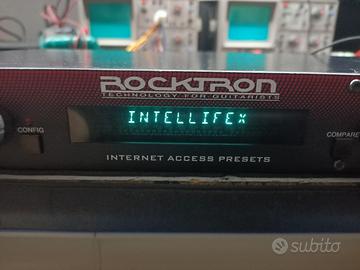 ROCKTRON
TECHNOLOGY FOR GUITARISTS
INTELLIFEX
CONFIG
COMPARE
INTERNET ACCESS PRESETS
subito